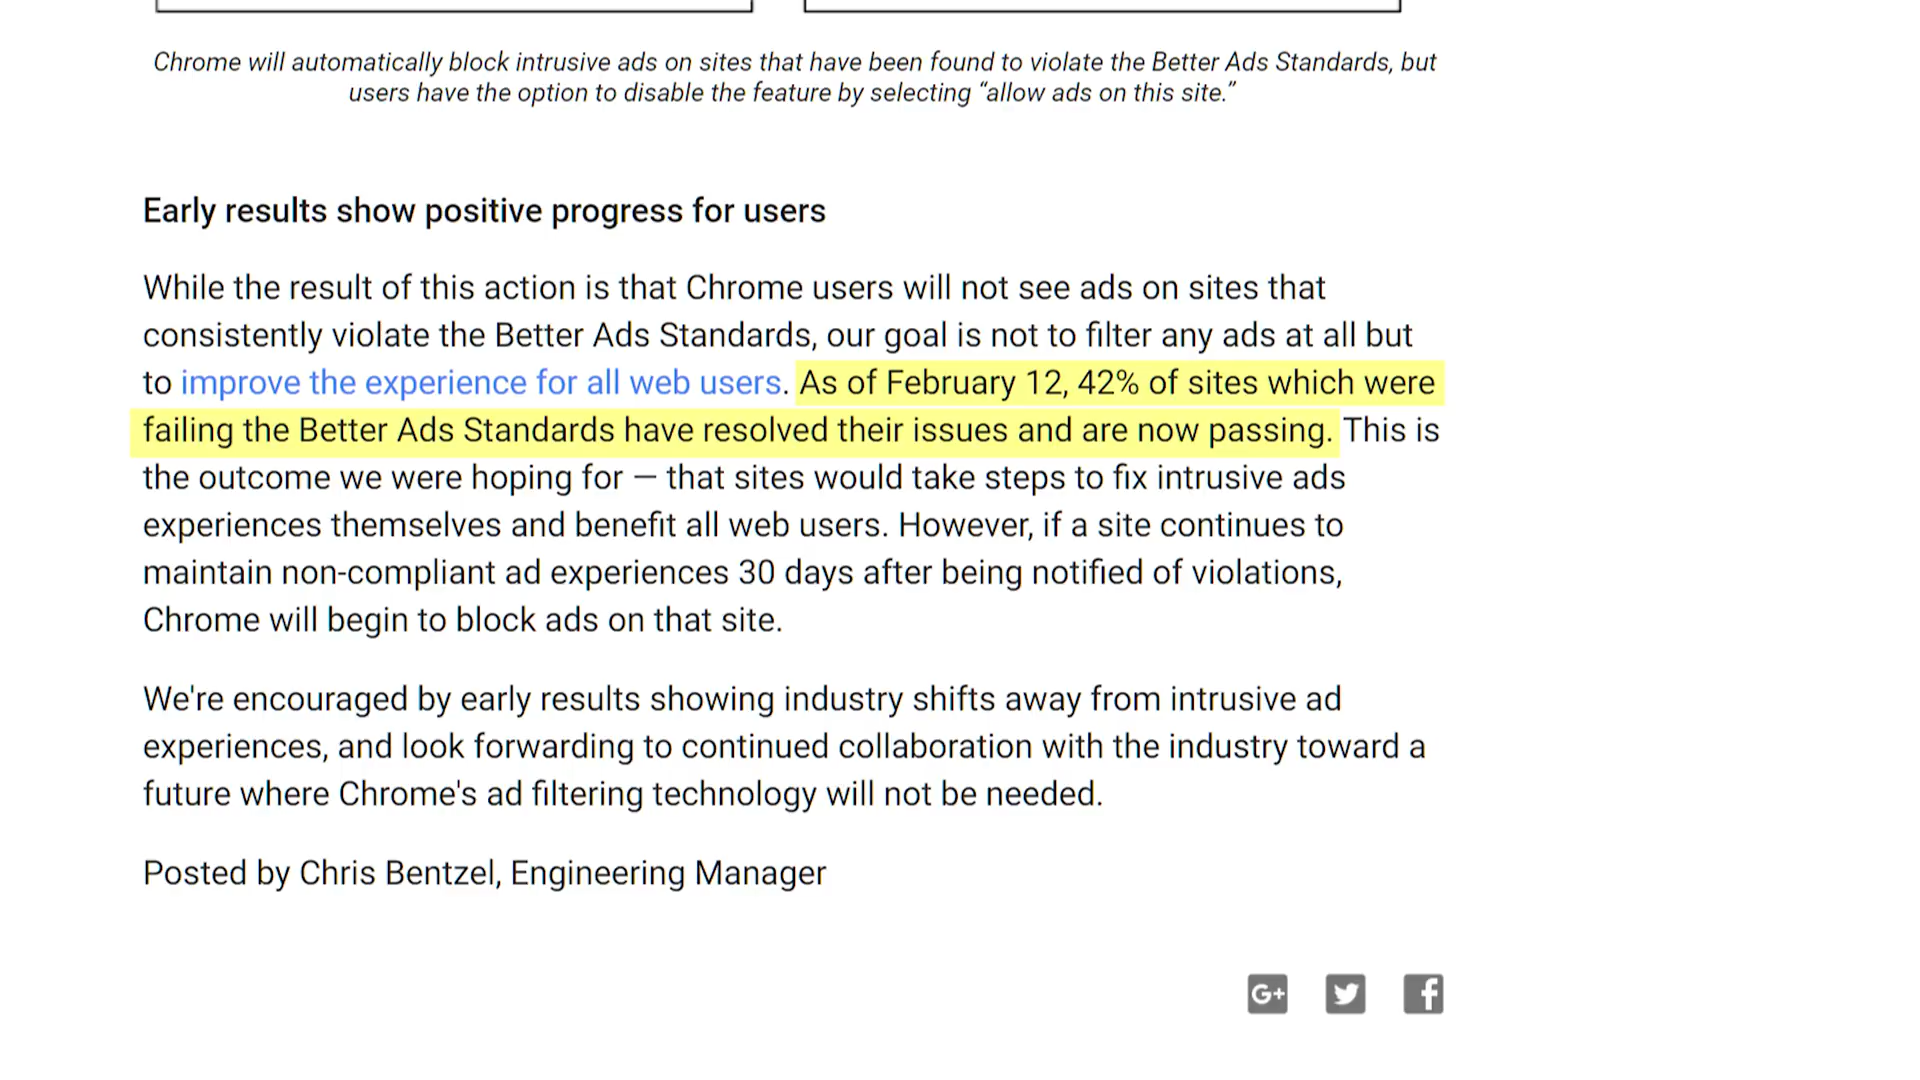 Chrome will automatically block intrusive ads on sites that have been found to violate the Better Ads Standards, but
users have the option to disable the feature by selecting “allow ads on this site.”
Early results show positive progress for users
While the result of this action is that Chrome users will not see ads on sites that
consistently violate the Better Ads Standards, our goal is not to filter any ads at all but
to improve the experience for all web users. As of February 12, 42% of sites which were
failing the Better Ads Standards have resolved their issues and are now passing. This is
the outcome we were hoping for — that sites would take steps to fix intrusive ads
experiences themselves and benefit all web users. However, if a site continues to
maintain non-compliant ad experiences 30 days after being notified of violations,
Chrome will begin to block ads on that site.
We're encouraged by early results showing industry shifts away from intrusive ad
experiences, and look forwarding to continued collaboration with the industry toward a
future where Chrome's ad filtering technology will not be needed.
Posted by Chris Bentzel, Engineering Manager
G+